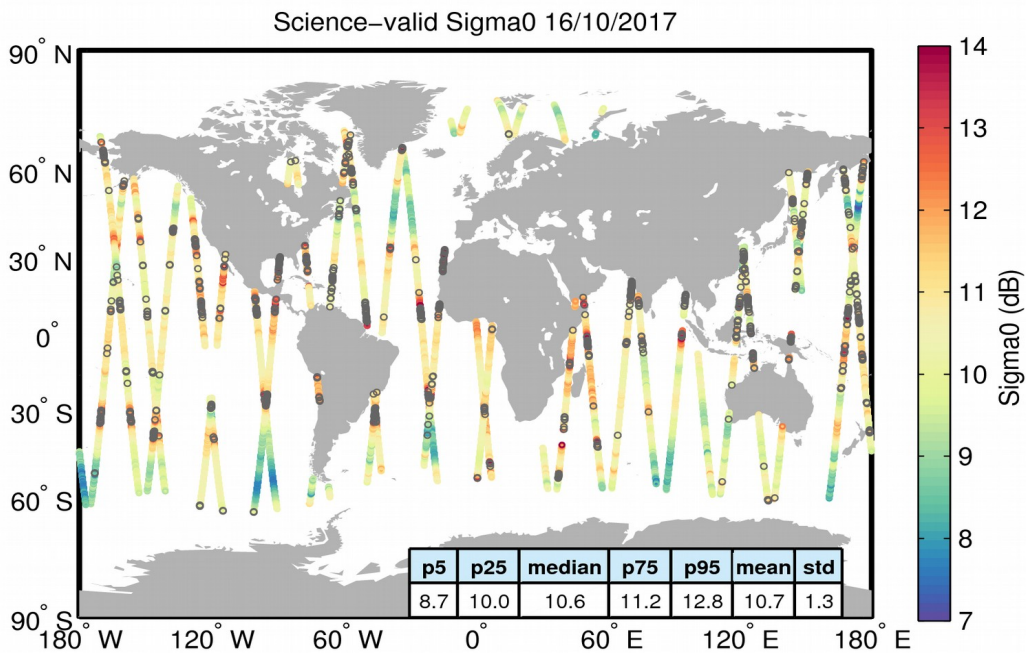 Science−valid Sigma0 16/10/2017
90° N
60° N
30° N
0°
30° S
60° S
90° S
180° W
120° W
60° W
0°
60° E
120° E
180° E
p5 p25 median p75 p95 mean std
8.7 10.0 10.6 11.2 12.8 10.7 1.3
14
13
12
11
10
9
8
7
Sigma0 (dB)